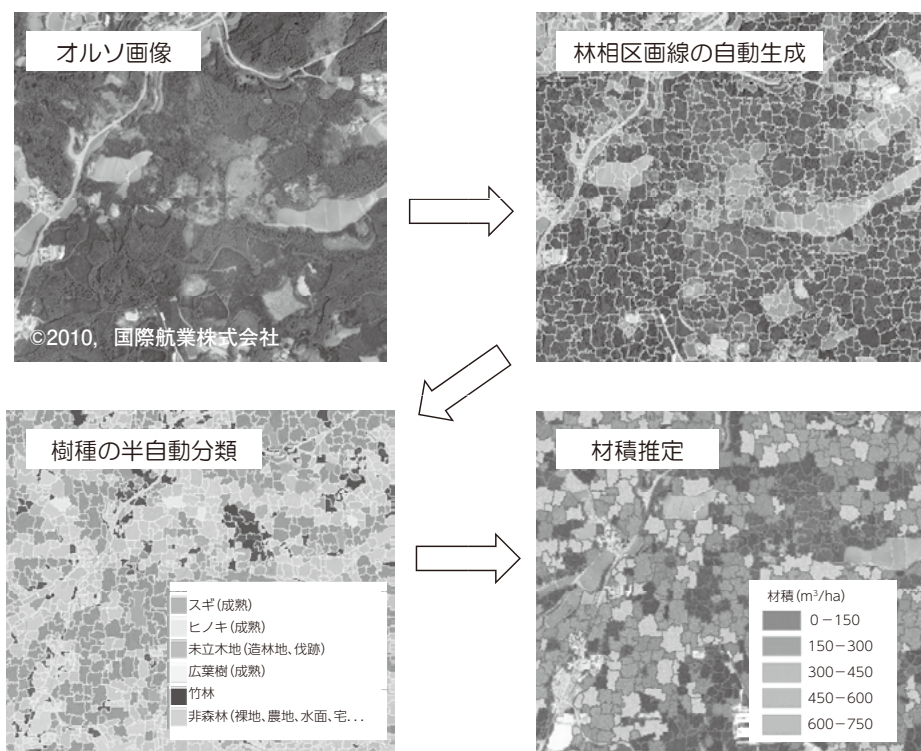 オルソ画像
林相区画線の自動生成
©2010，国際航業株式会社
樹種の半自動分類
スギ(成熟)
ヒノキ(成熟)
未立木地(造林地、伐跡)
広葉樹(成熟)
竹林
非森林(裸地、農地、水面、宅...
材積推定
材積(m³/ha)
0－150
150－300
300－450
450－600
600－750